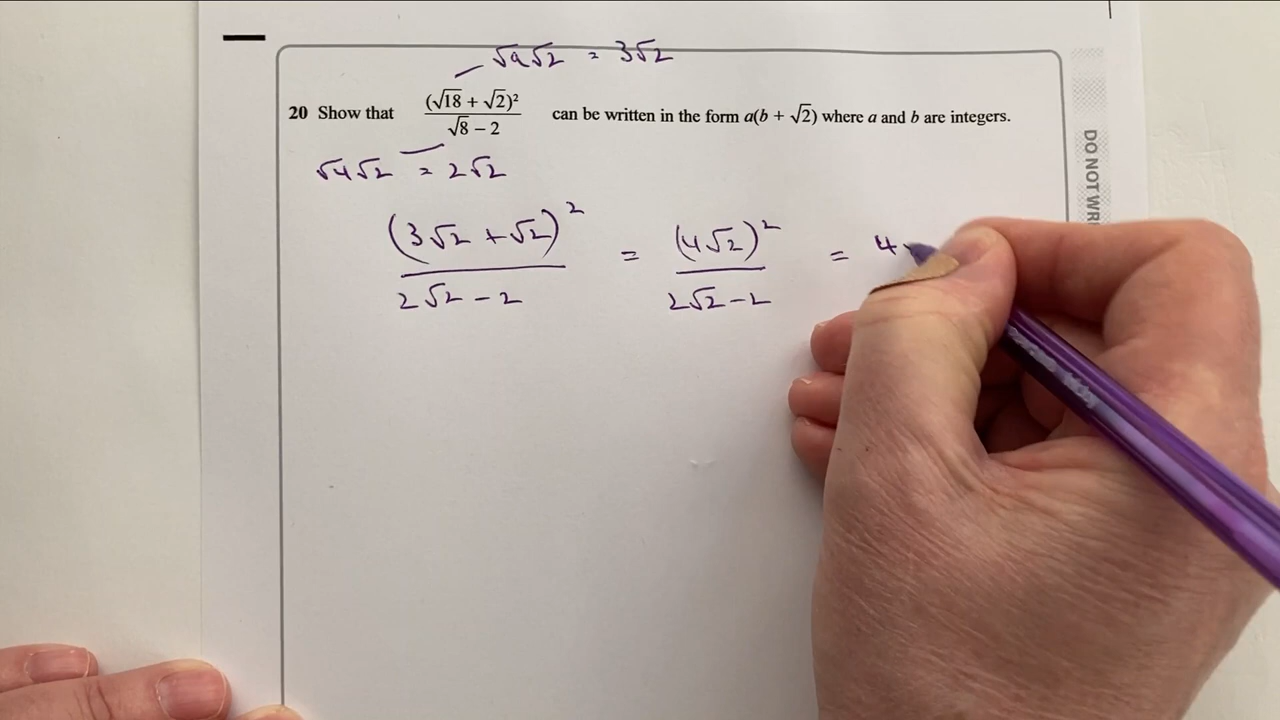 √9√2 = 3√2
20 Show that (√18 + √2)² / √8 − 2 can be written in the form a(b + √2) where a and b are integers.
√4√2 = 2√2
(3√2 + √2)² / 2√2 − 2 = (4√2)² / 2√2 − 2 = 4
DO NOT WR